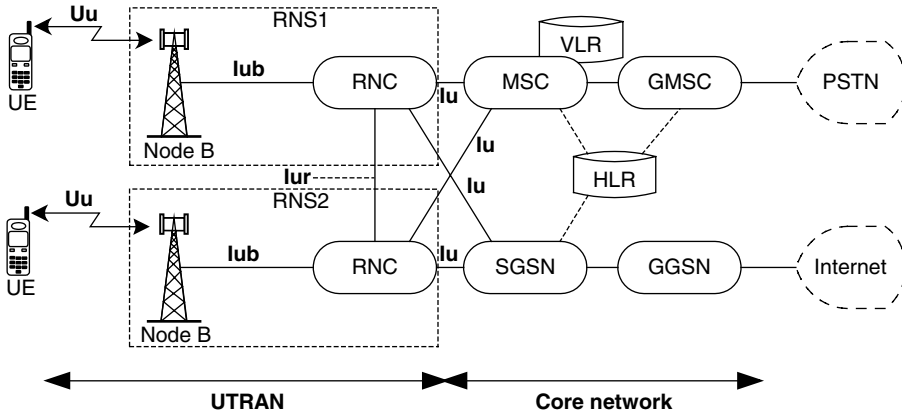 Uu
RNS1
VLR
Iub
RNC
Iu
MSC
GMSC
PSTN
UE
Node B
Iu
Iur
HLR
Uu
RNS2
Iu
Iub
RNC
Iu
SGSN
GGSN
Internet
UE
Node B
UTRAN
Core network